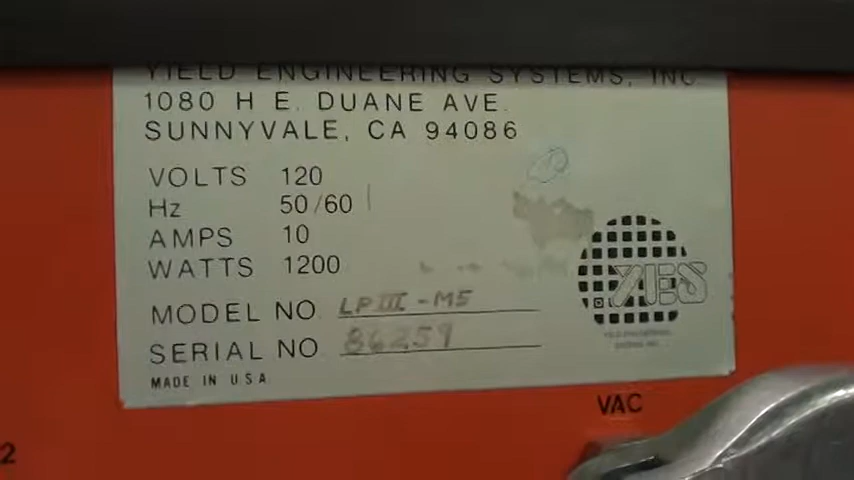 YIELD ENGINEERING SYSTEMS, INC.
1080 H E. DUANE AVE.
SUNNYVALE, CA 94086
VOLTS 120
Hz 50/60
AMPS 10
WATTS 1200
MODEL NO LPIII-M5
SERIAL NO 86259
MADE IN USA
YES
VAC
2